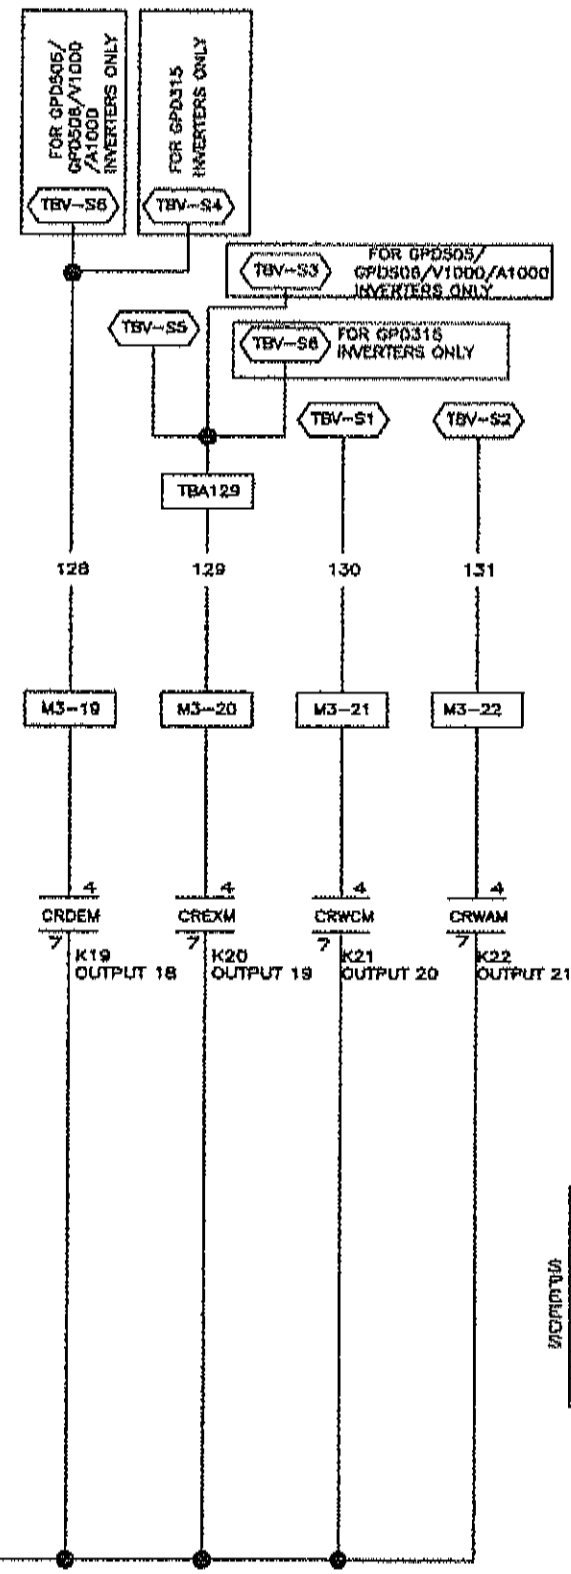 FOR GPD505/
GPD506/V1000
/A1000
INVERTERS ONLY
FOR GPD315
INVERTERS ONLY
TBV-S6
TBV-S4
TBV-S3
FOR GPD505/
GPD506/V1000/A1000
INVERTERS ONLY
TBV-S5
TBV-S6
FOR GPD315
INVERTERS ONLY
TBV-S1
TBV-S2
TBA129
128
129
130
131
M3-19
M3-20
M3-21
M3-22
4
4
4
4
CRDEM
CREXM
CRWCM
CRWAM
7
7
7
7
K19
OUTPUT 18
K20
OUTPUT 19
K21
OUTPUT 20
K22
OUTPUT 21